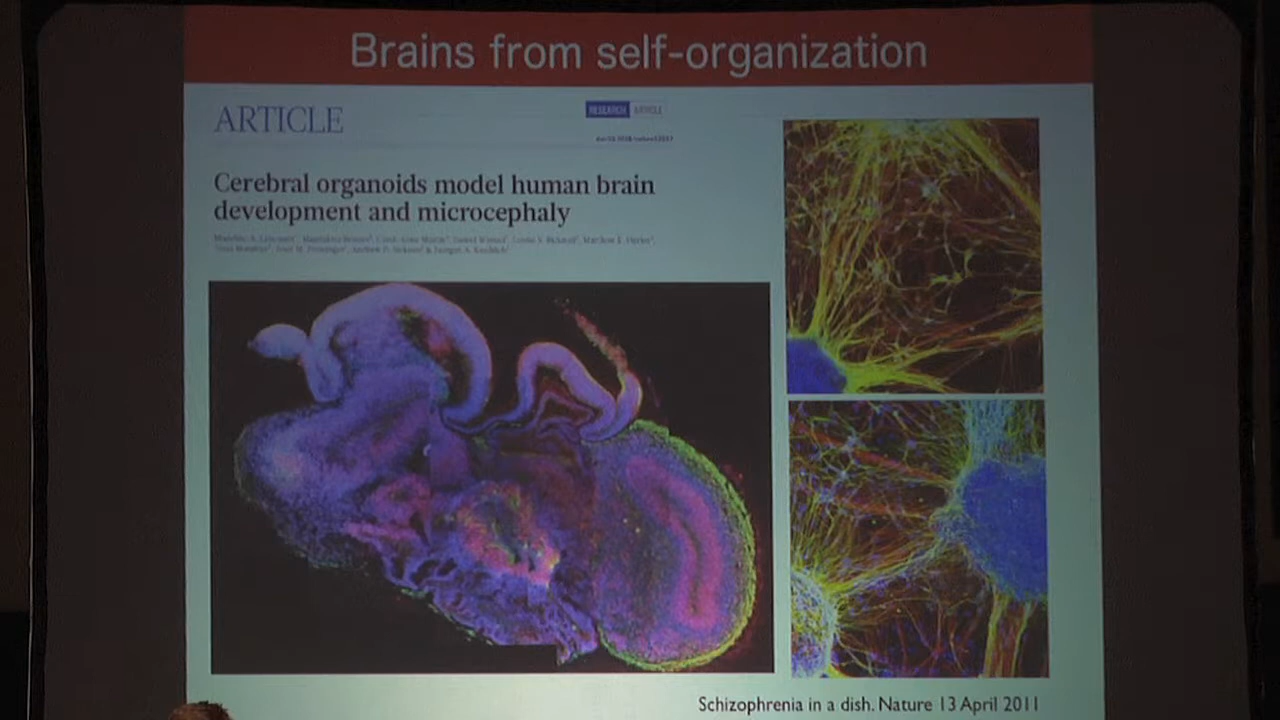 Brains from self-organization
ARTICLE
RESEARCH ARTICLE
Cerebral organoids model human brain
development and microcephaly
Schizophrenia in a dish. Nature 13 April 2011